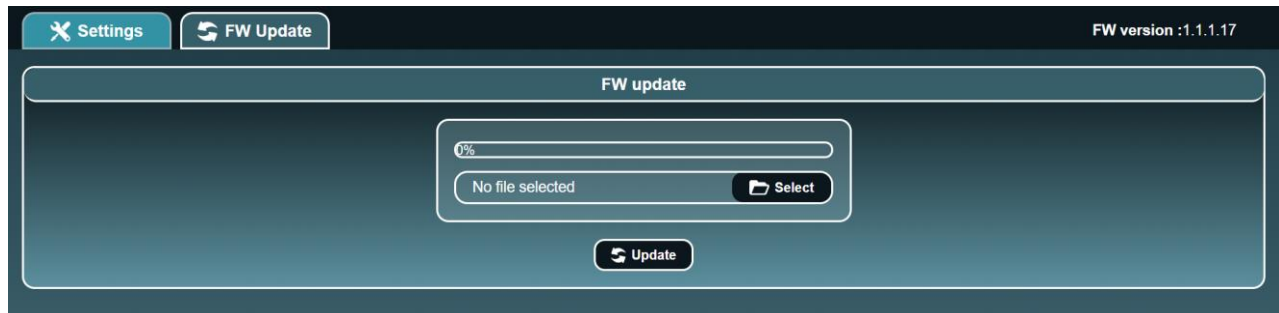 Settings
FW Update
FW version :1.1.1.17
FW update
0%
No file selected
Select
Update